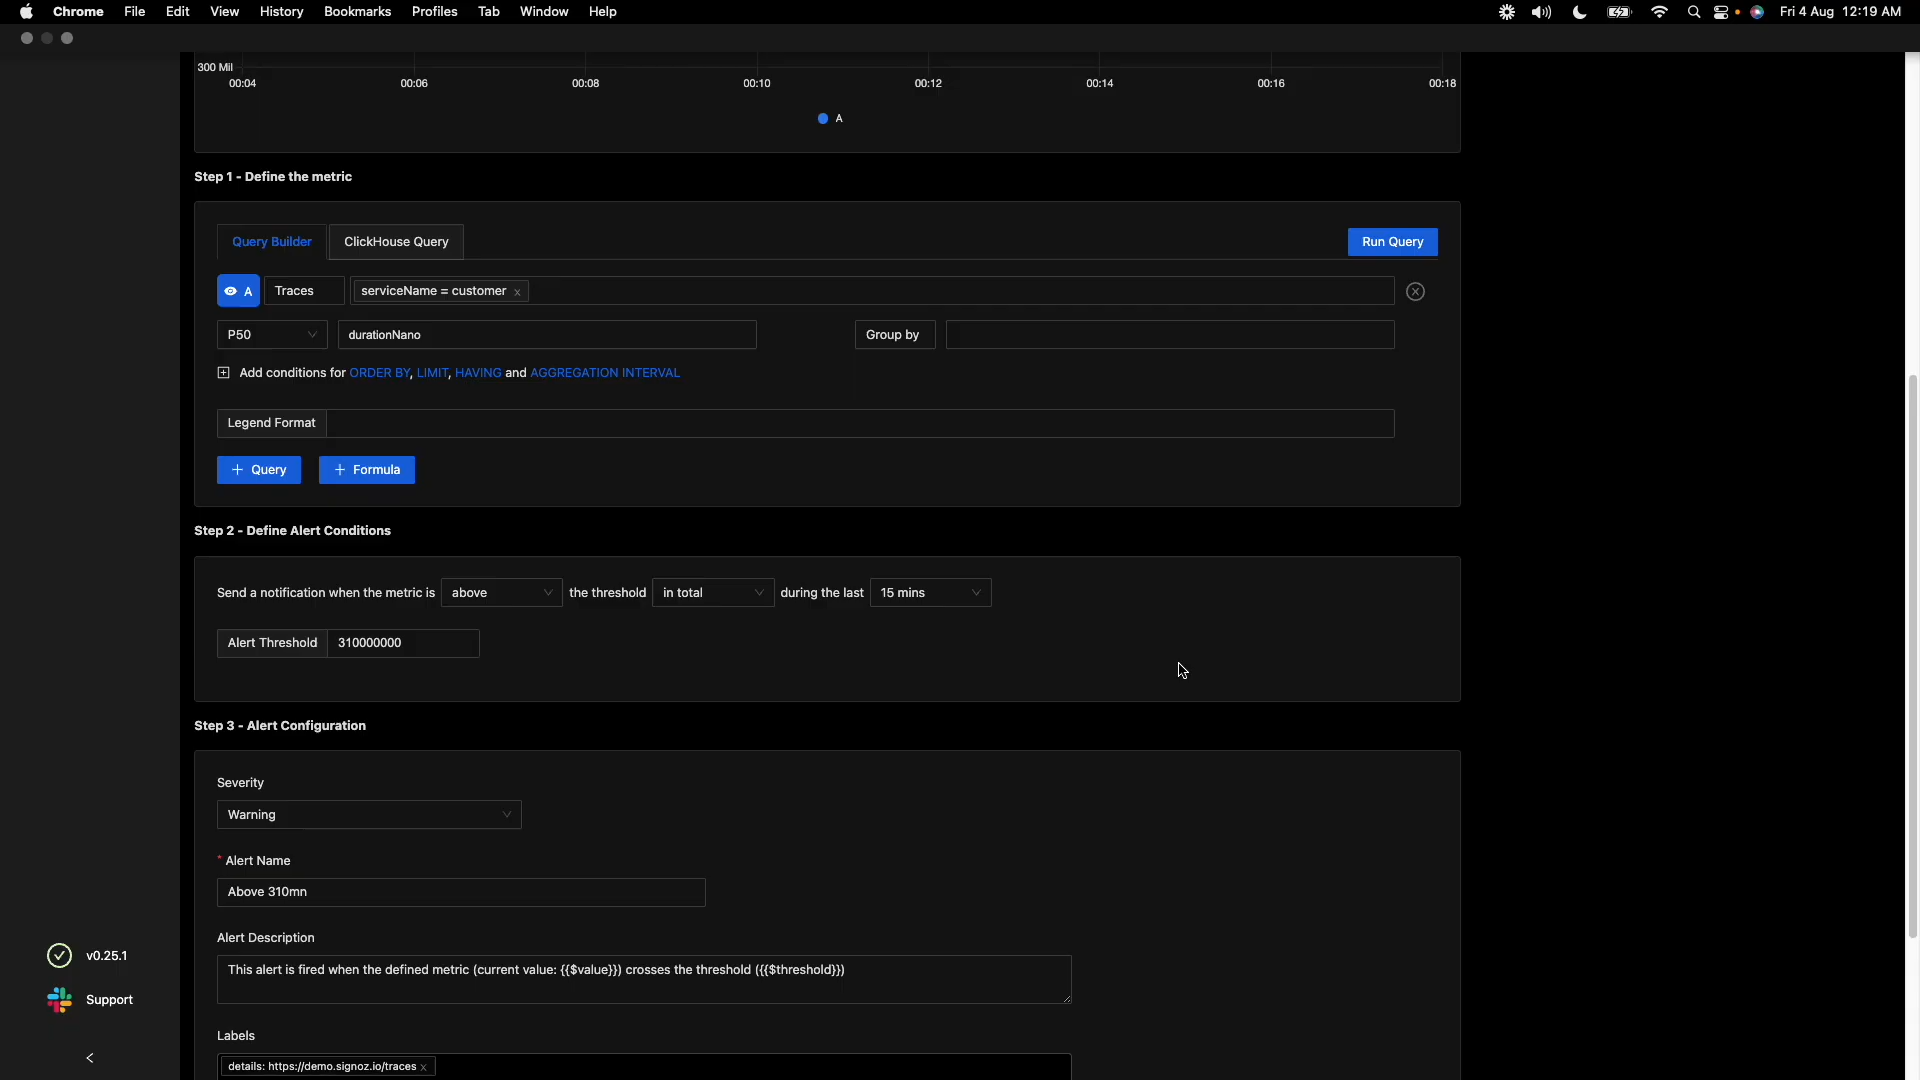 Chrome File Edit View History Bookmarks Profiles Tab Window Help Fri 4 Aug 12:19 AM
300 Mil
00:04 00:06 00:08 00:10 00:12 00:14 00:16 00:18
A
Step 1 - Define the metric
Query Builder ClickHouse Query Run Query
A Traces serviceName = customer x
P50 durationNano Group by
Add conditions for ORDER BY, LIMIT, HAVING and AGGREGATION INTERVAL
Legend Format
+ Query + Formula
Step 2 - Define Alert Conditions
Send a notification when the metric is above the threshold in total during the last 15 mins
Alert Threshold 310000000
Step 3 - Alert Configuration
Severity
Warning
* Alert Name
Above 310mn
Alert Description
This alert is fired when the defined metric (current value: {{$value}}) crosses the threshold ({{$threshold}})
Labels
details: https://demo.signoz.io/traces x
v0.25.1
Support